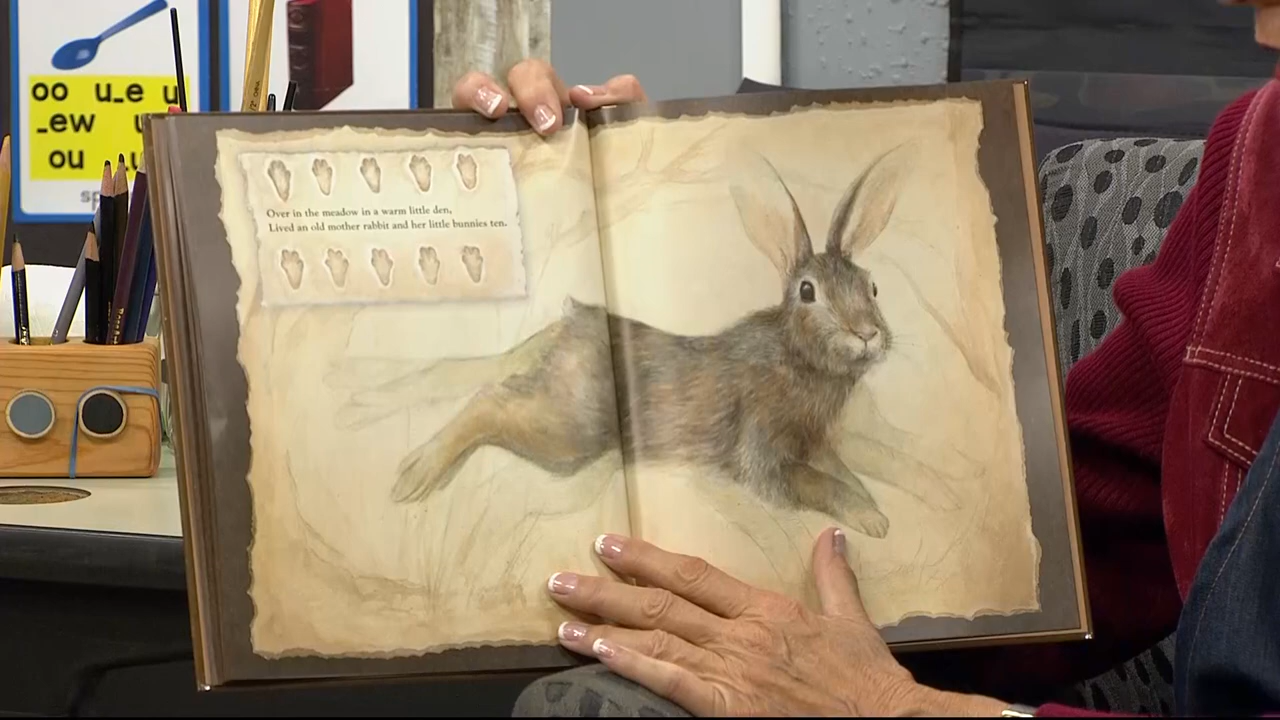 oo u_e u
_ew u
ou
sp
Over in the meadow in a warm little den,
Lived an old mother rabbit and her little bunnies ten.